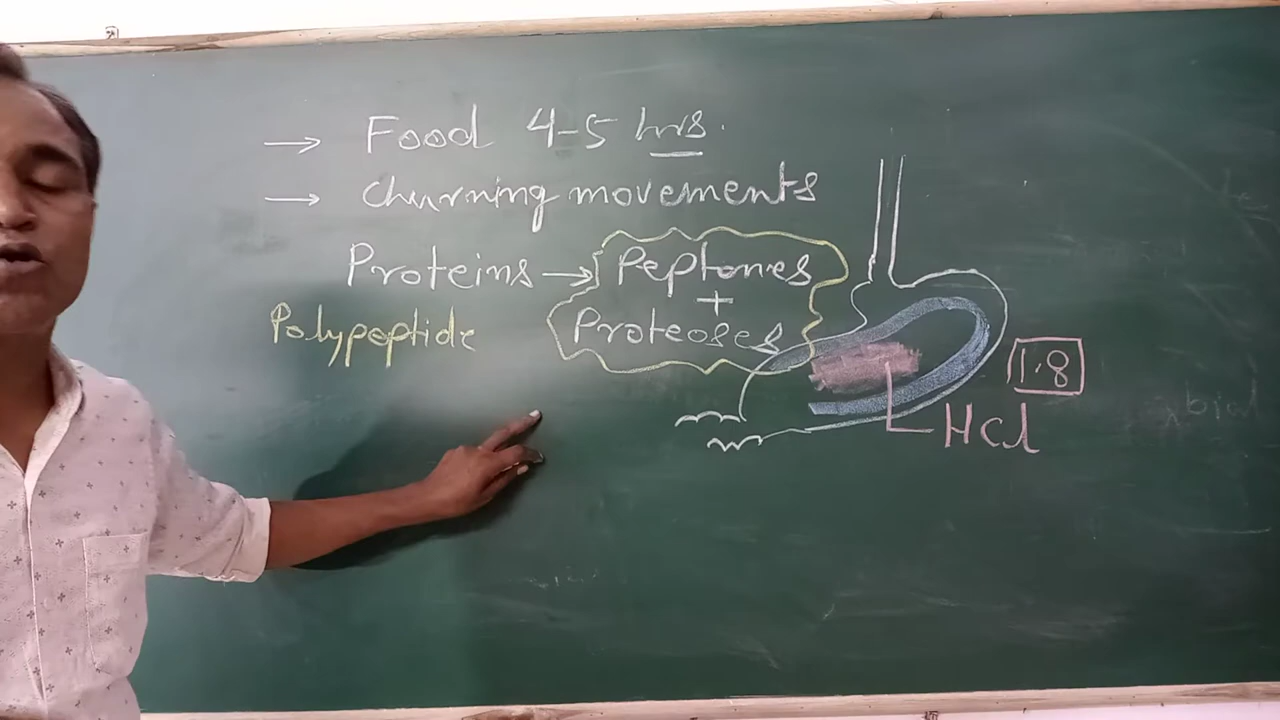 → Food 4-5 hrs.
→ Churning movements
Proteins → Peptones
+
Polypeptide Proteoses
1.8
HCl